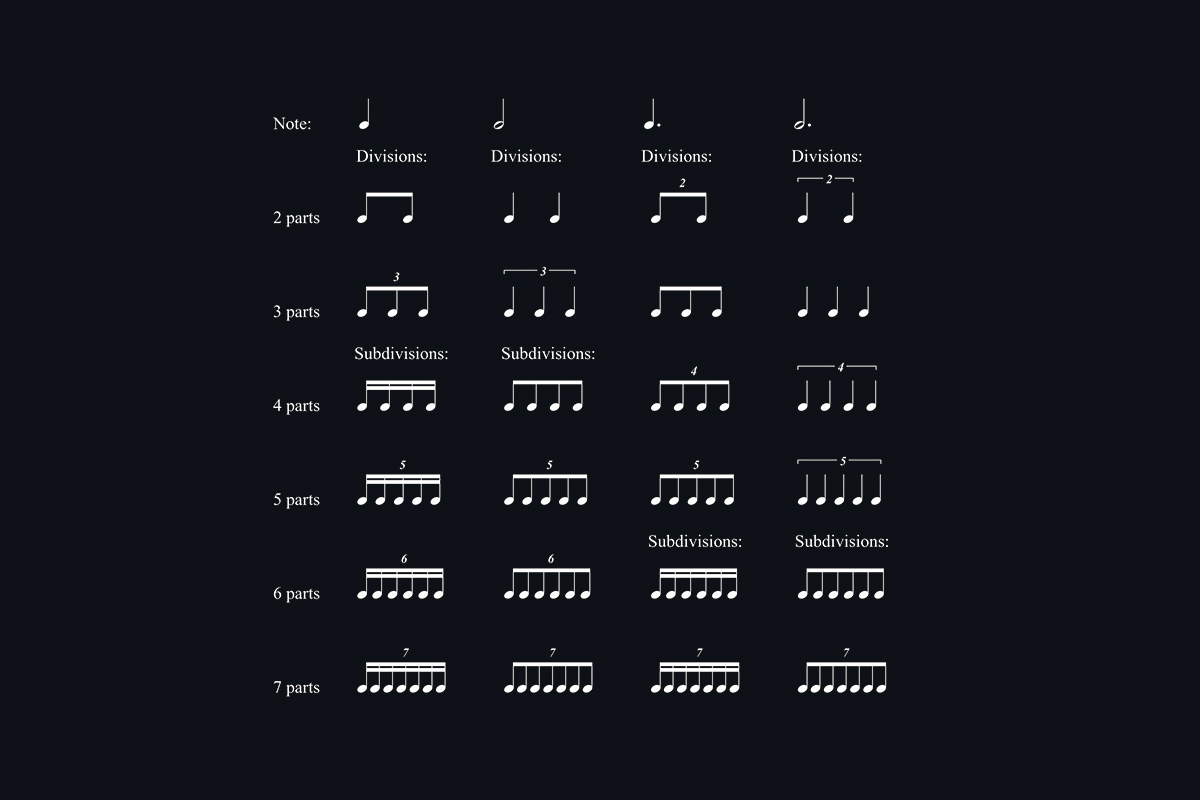 Note:
Divisions: Divisions: Divisions: Divisions:
2 2
2 parts
3 3
3 parts
Subdivisions: Subdivisions:
4 4
4 parts
5 5 5 5
5 parts
Subdivisions: Subdivisions:
6 6
6 parts
7 7 7 7
7 parts